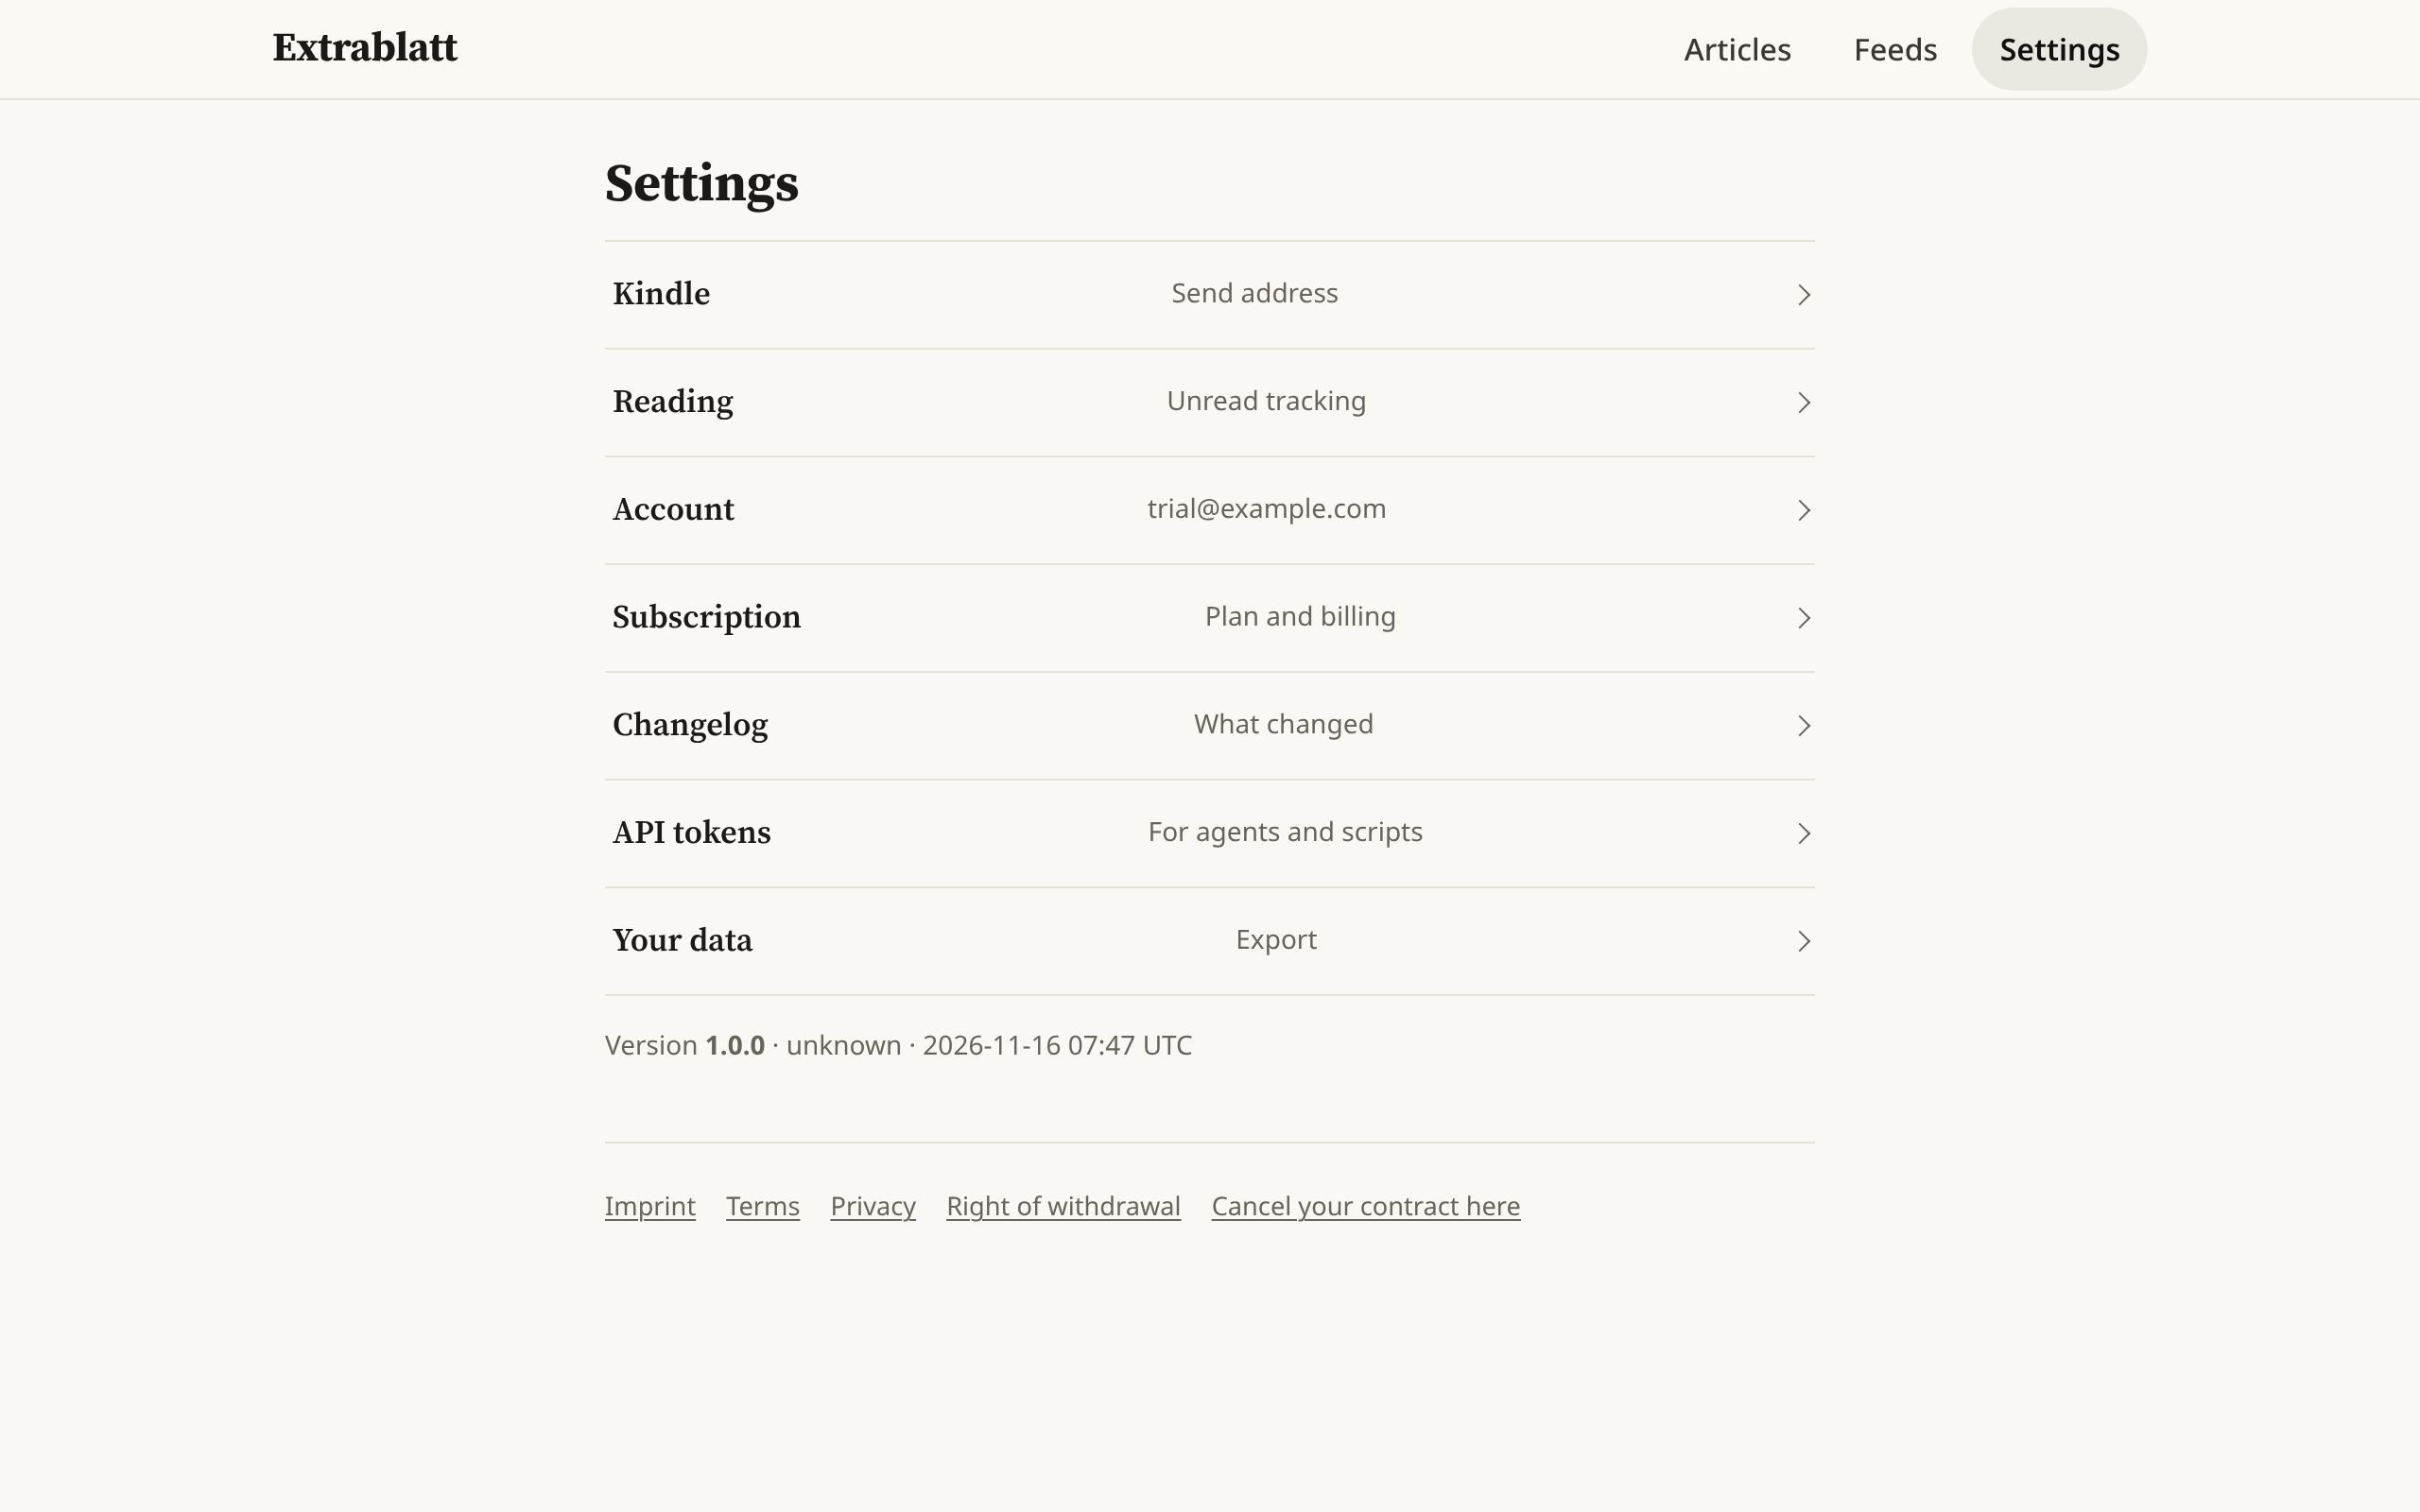 Extrablatt Articles Feeds Settings
Settings
Kindle Send address
Reading Unread tracking
Account trial@example.com
Subscription Plan and billing
Changelog What changed
API tokens For agents and scripts
Your data Export
Version 1.0.0 · unknown · 2026-11-16 07:47 UTC
Imprint Terms Privacy Right of withdrawal Cancel your contract here